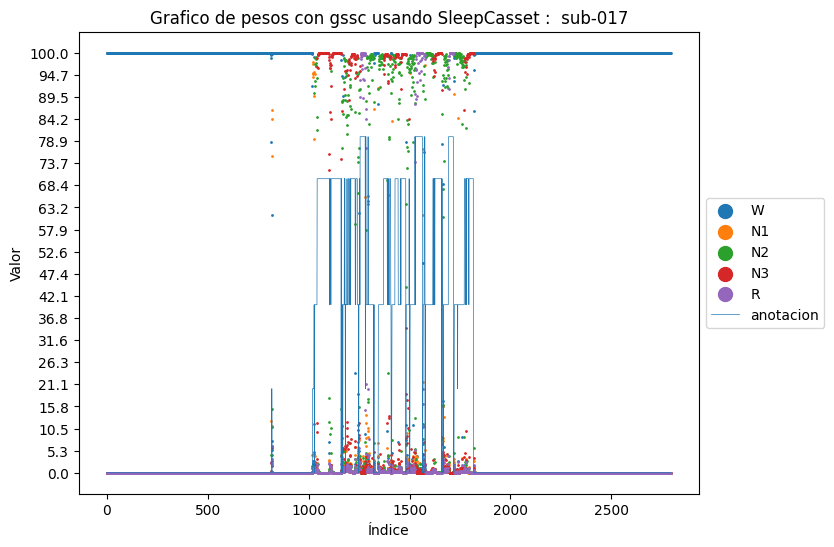 Grafico de pesos con gssc usando SleepCasset :  sub-017
100.0
94.7
89.5
84.2
78.9
73.7
68.4
63.2
57.9
52.6
47.4
42.1
36.8
31.6
26.3
21.1
15.8
10.5
5.3
0.0
Valor
0
500
1000
1500
2000
2500
Índice
W
N1
N2
N3
R
anotacion